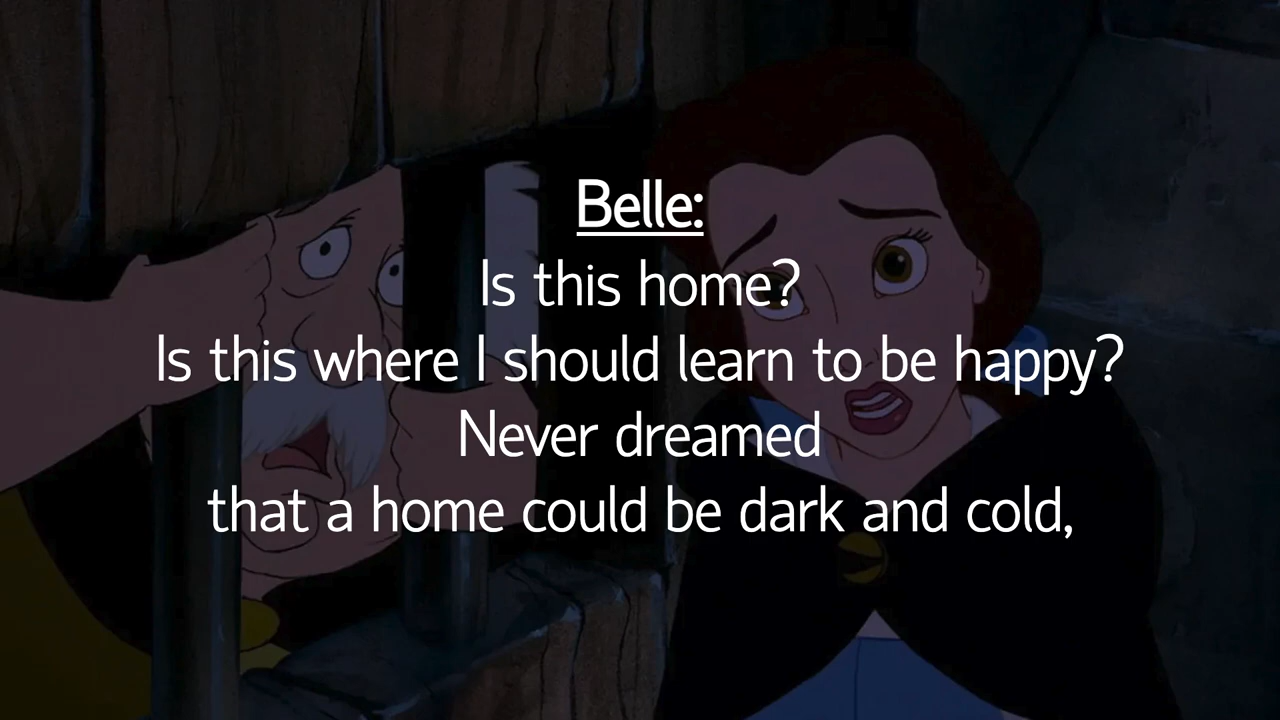 Belle:
Is this home?
Is this where I should learn to be happy?
Never dreamed
that a home could be dark and cold,